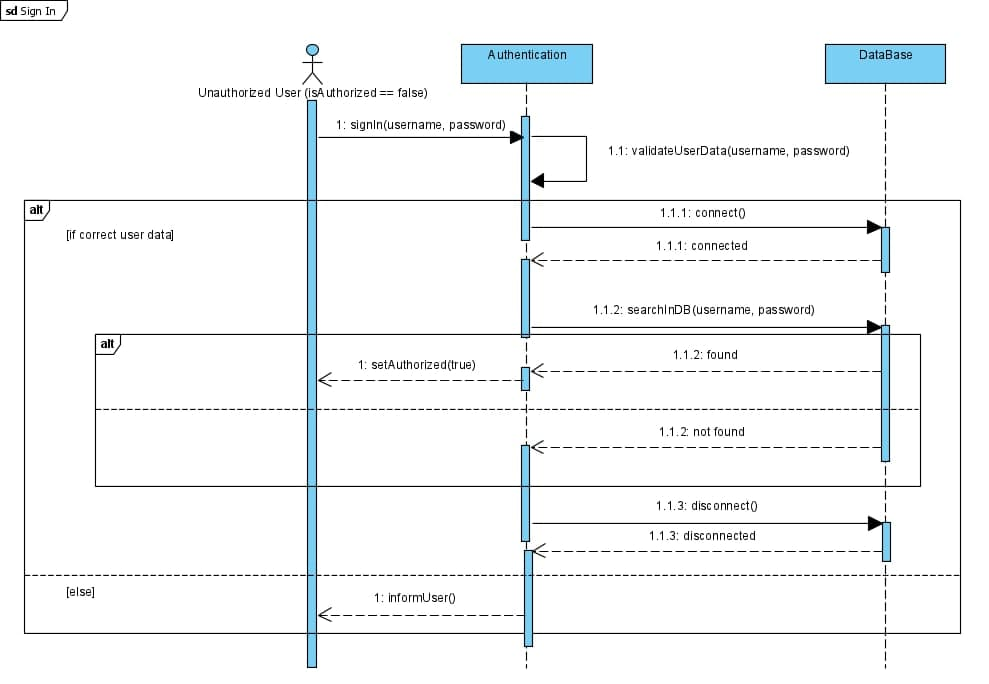 sd Sign In
Authentication
DataBase
Unauthorized User (isAuthorized == false)
1: signIn(username, password)
1.1: validateUserData(username, password)
alt
1.1.1: connect()
[if correct user data]
1.1.1: connected
1.1.2: searchInDB(username, password)
alt
1.1.2: found
1: setAuthorized(true)
1.1.2: not found
1.1.3: disconnect()
1.1.3: disconnected
[else]
1: informUser()